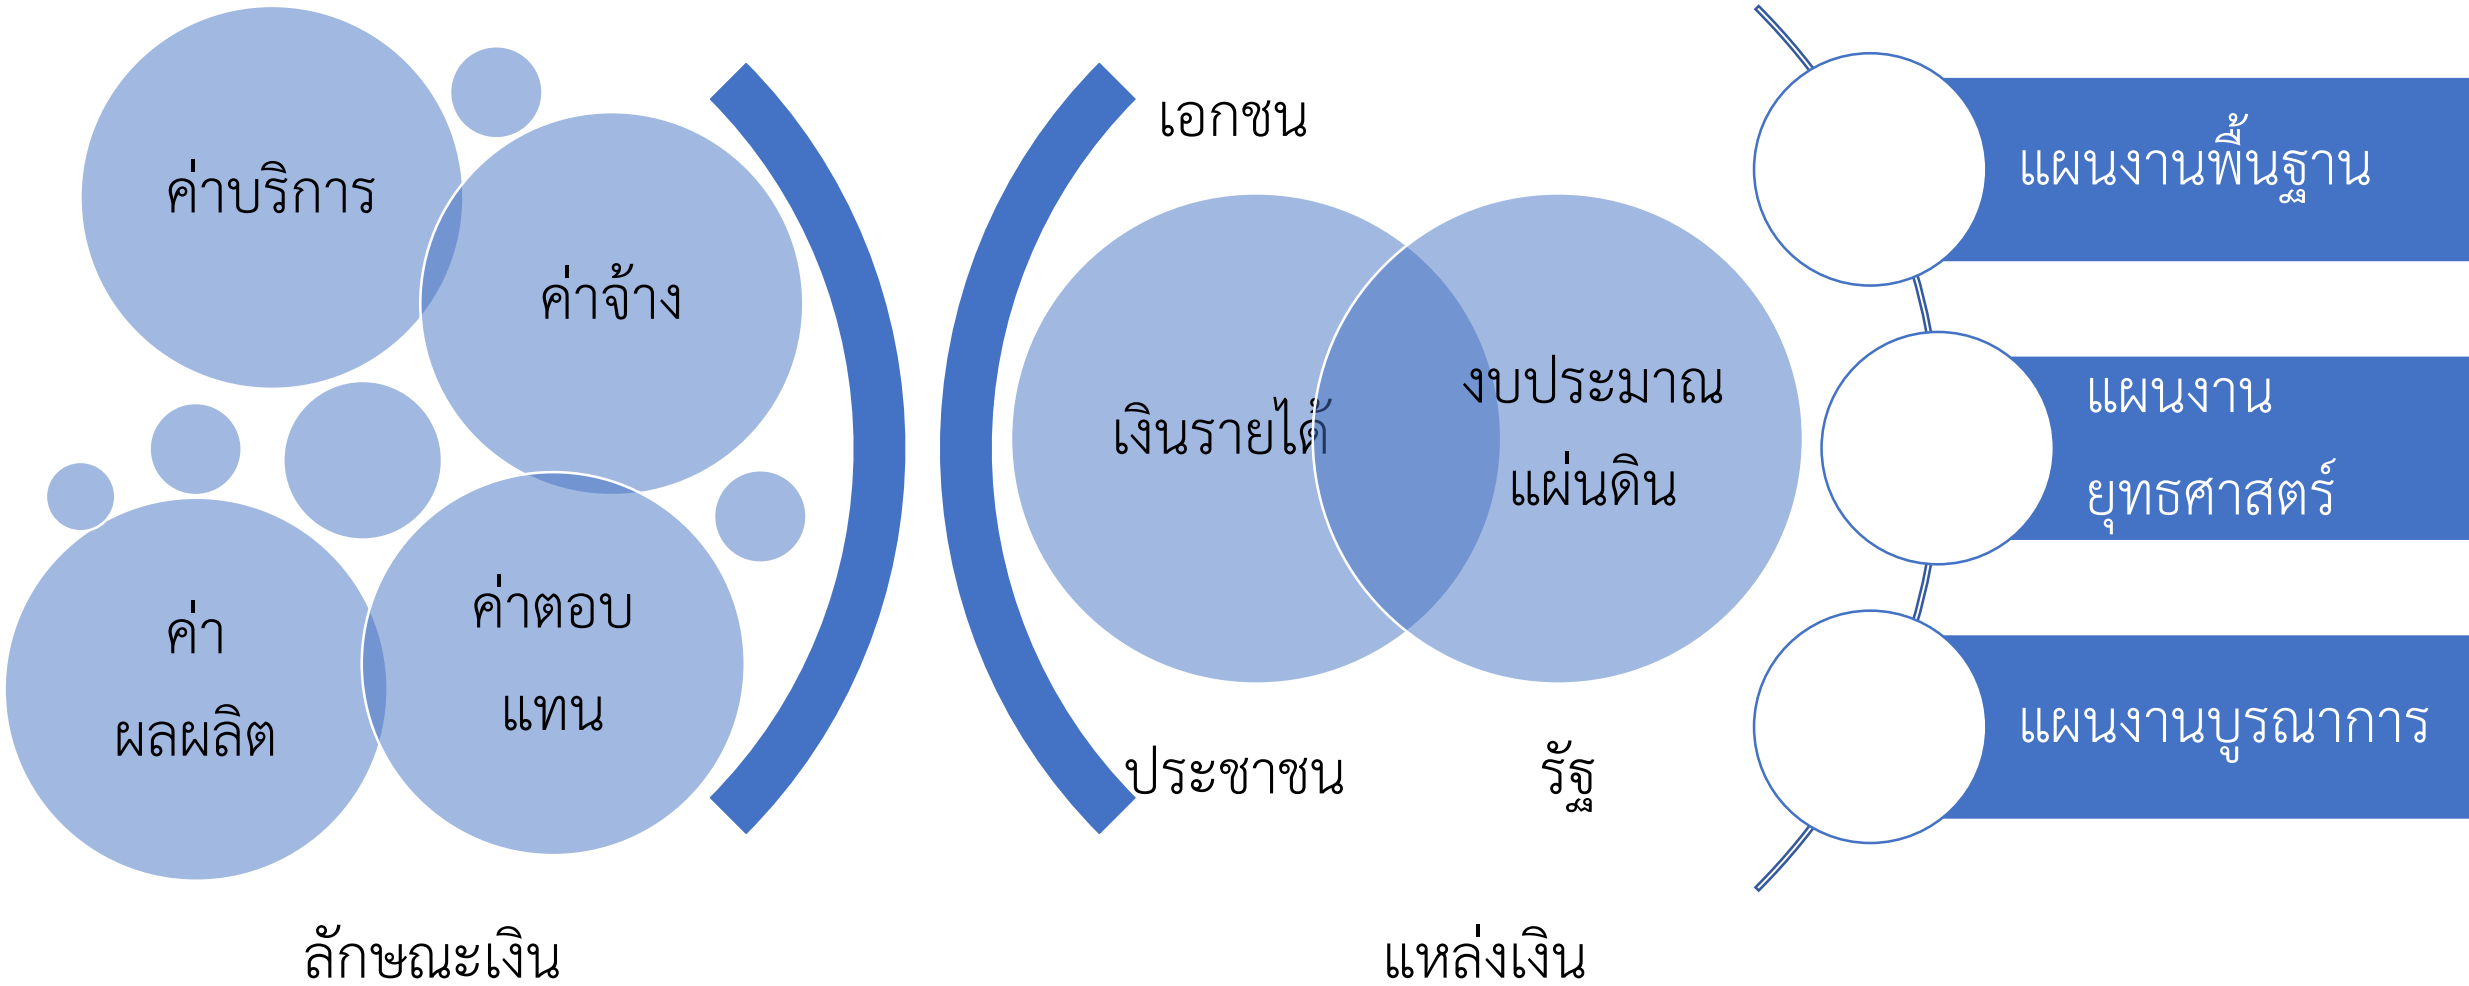 ค่าบริการ
ค่าจ้าง
ค่า
ผลผลิต
ค่าตอบ
แทน
ลักษณะเงิน
เอกชน
เงินรายได้
งบประมาณ
แผ่นดิน
ประชาชน
รัฐ
แหล่งเงิน
แผนงานพื้นฐาน
แผนงาน
ยุทธศาสตร์
แผนงานบูรณาการ